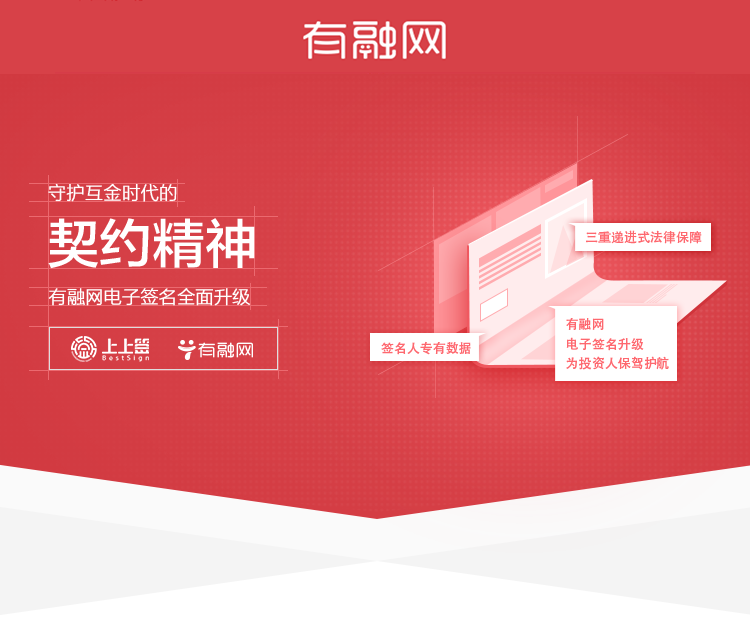 有融网
守护互金时代的
契约精神
有融网电子签名全面升级
上上签
BestSign
有融网
三重递进式法律保障
签名人专有数据
有融网
电子签名升级
为投资人保驾护航